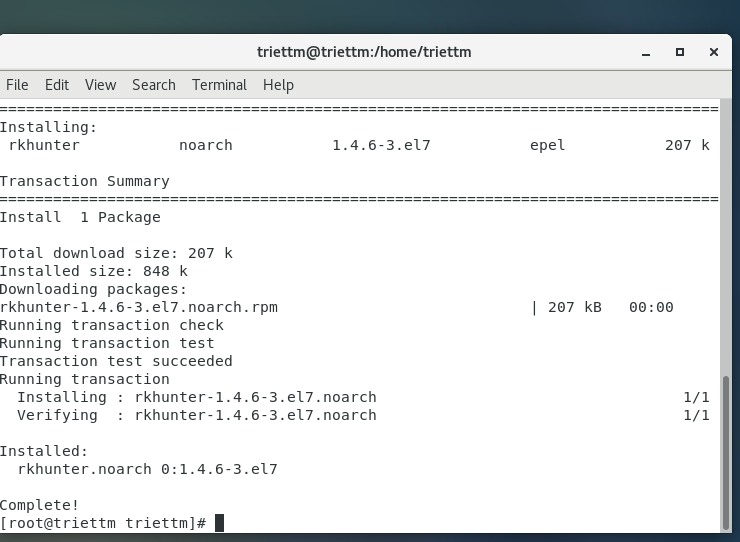 triettm@triettm:/home/triettm
File Edit View Search Terminal Help
================================================================================
Installing:
 rkhunter           noarch           1.4.6-3.el7           epel           207 k

Transaction Summary
================================================================================
Install  1 Package

Total download size: 207 k
Installed size: 848 k
Downloading packages:
rkhunter-1.4.6-3.el7.noarch.rpm                            | 207 kB   00:00
Running transaction check
Running transaction test
Transaction test succeeded
Running transaction
  Installing : rkhunter-1.4.6-3.el7.noarch                                  1/1
  Verifying  : rkhunter-1.4.6-3.el7.noarch                                  1/1

Installed:
  rkhunter.noarch 0:1.4.6-3.el7

Complete!
[root@triettm triettm]#